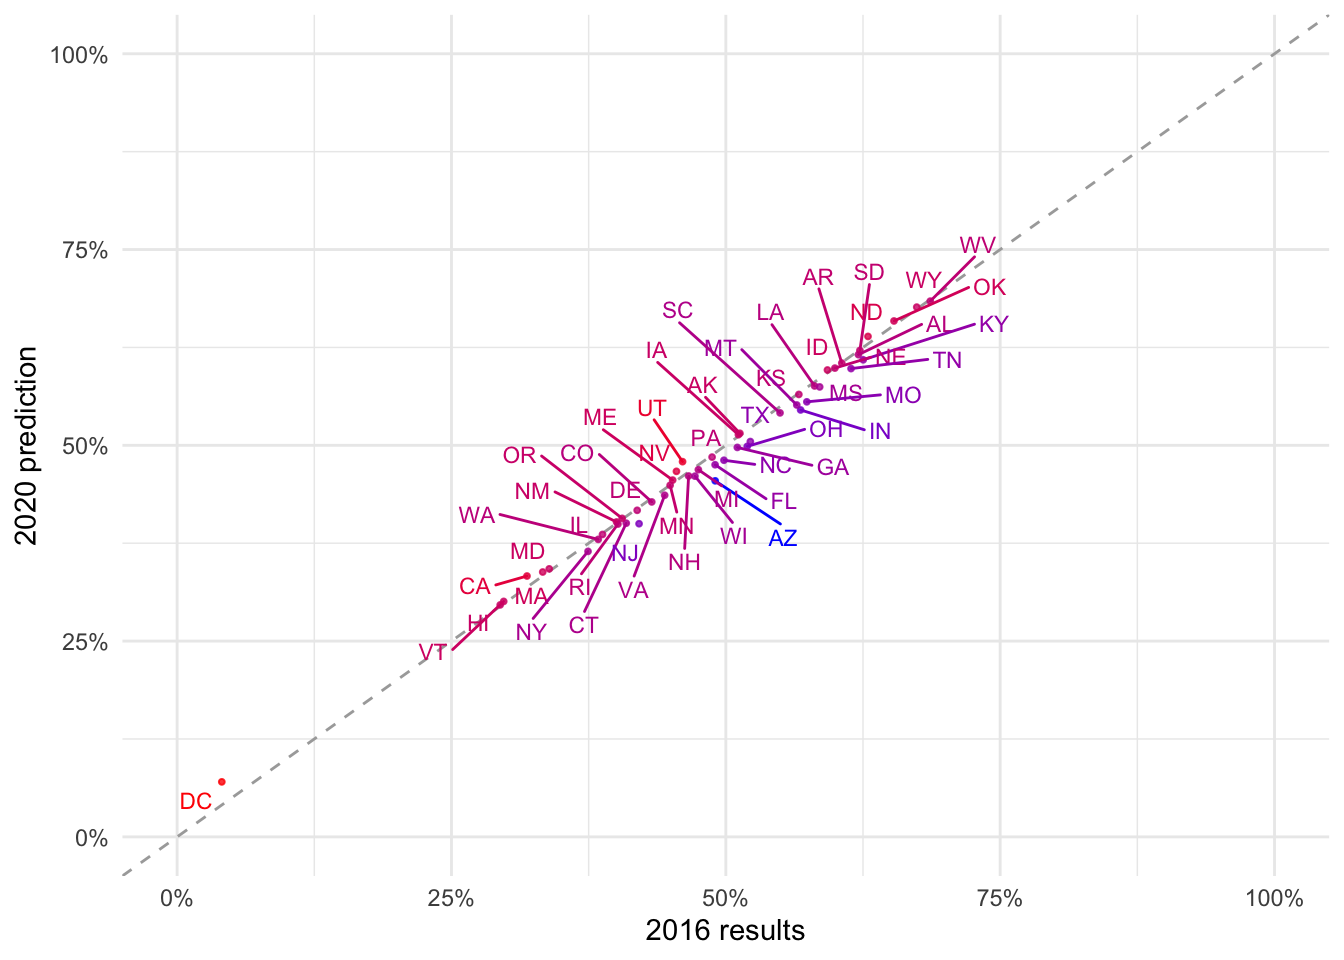 100%
75%
50%
25%
0%
2020 prediction
WV
SD
AR
WY
OK
SC
LA
ND
AL
KY
MT
IA
ID
NE
TN
KS
AK
MS
MO
UT
TX
ME
OH
IN
PA
OR
CO
NV
NC
GA
NM
DE
MI
FL
WA
IL
MN
WI
AZ
MD
NJ
NH
CA
RI
VA
MA
HI
NY
CT
VT
DC
0%
25%
50%
75%
100%
2016 results